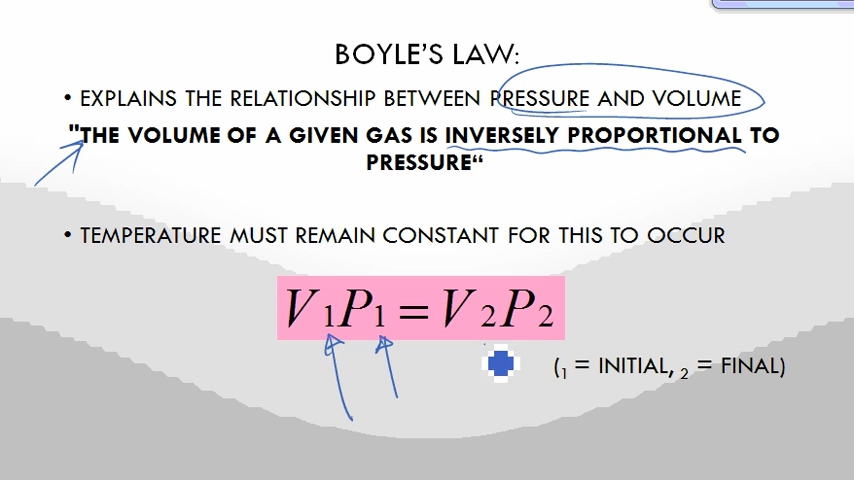 BOYLE'S LAW:
• EXPLAINS THE RELATIONSHIP BETWEEN PRESSURE AND VOLUME
"THE VOLUME OF A GIVEN GAS IS INVERSELY PROPORTIONAL TO
PRESSURE“
• TEMPERATURE MUST REMAIN CONSTANT FOR THIS TO OCCUR
V₁P₁ = V₂P₂
(₁ = INITIAL, ₂ = FINAL)